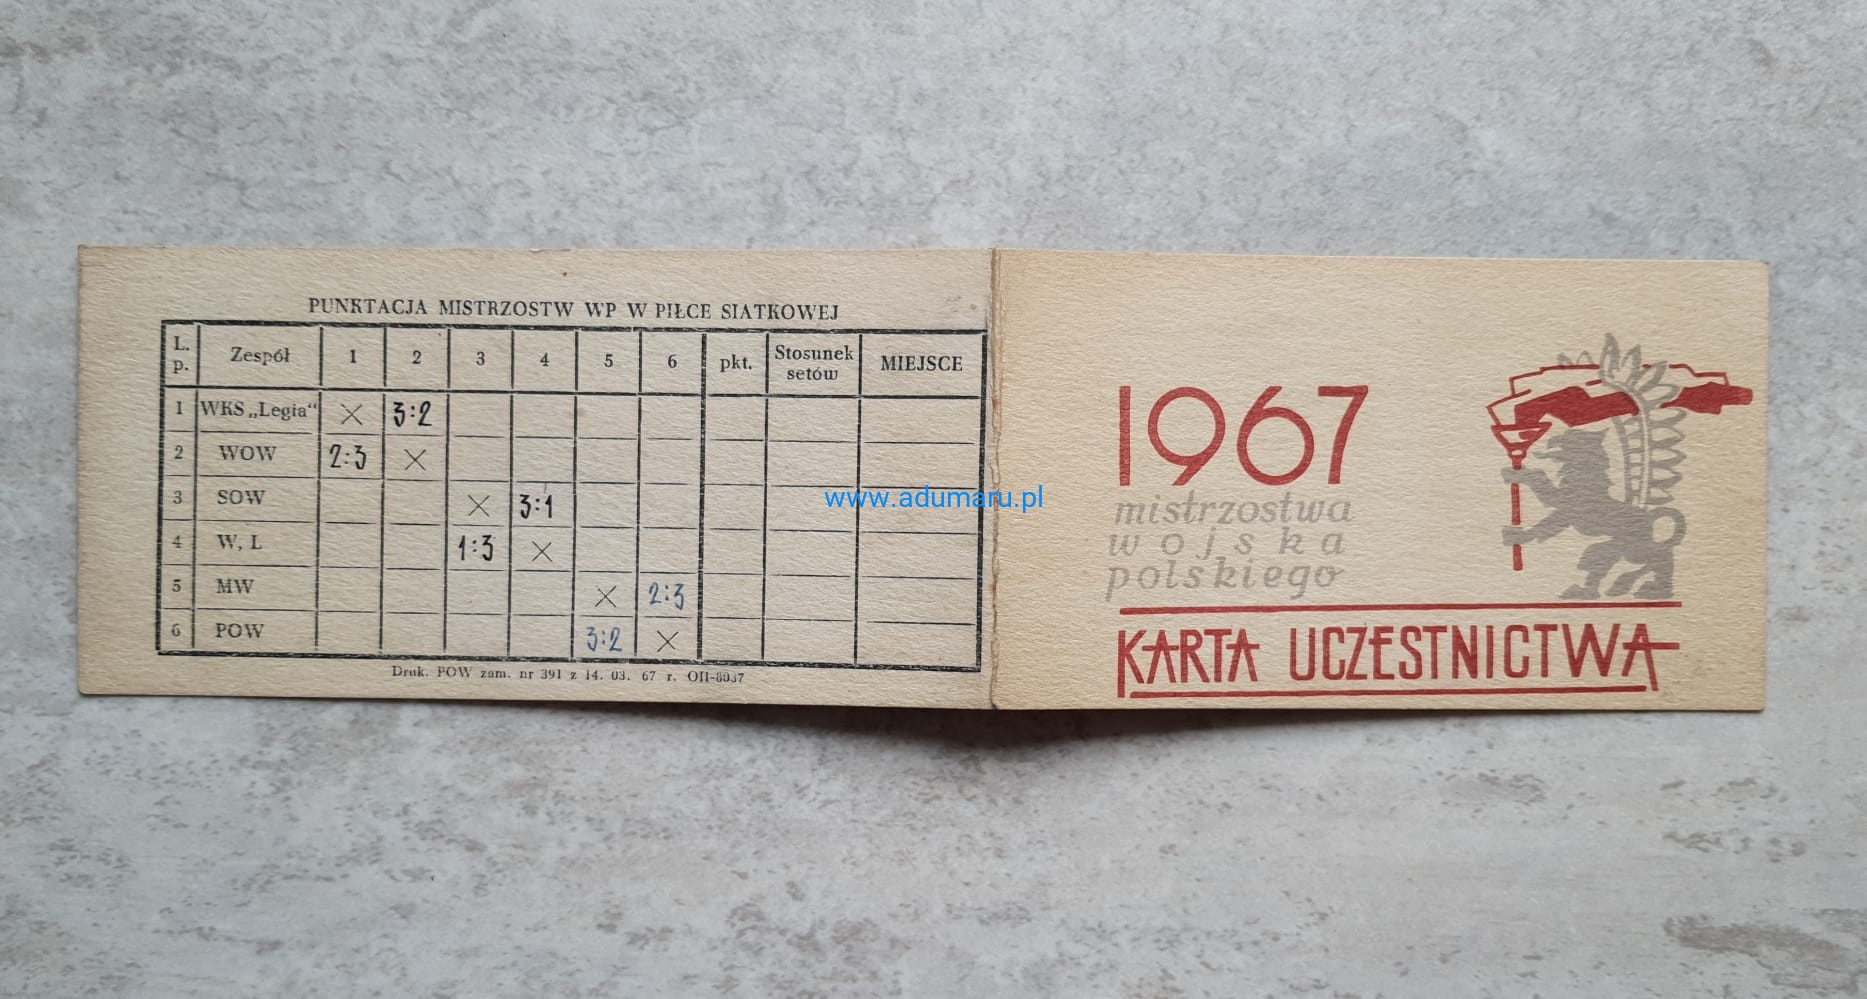 PUNKTACJA MISTRZOSTW WP W PIŁCE SIATKOWEJ
L. p. Zespół 1 2 3 4 5 6 pkt. Stosunek setów MIEJSCE
1 WKS „Legia" × 3:2
2 WOW 2:3 ×
3 SOW × 3:1
4 W, L 1:3 ×
5 MW × 2:3
6 POW 3:2 ×
Druk. POW zam. nr 391 z 14. 03. 67 r. OII-8037
www.adumaru.pl
1967
mistrzostwa
wojska
polskiego
KARTA UCZESTNICTWA